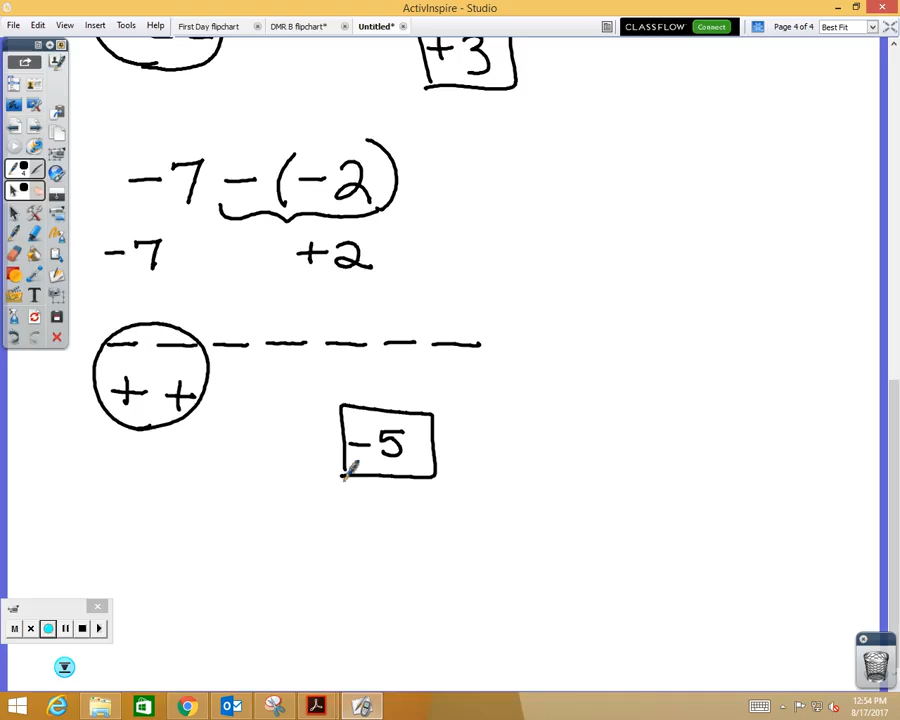 ActivInspire - Studio
File Edit View Insert Tools Help First Day flipchart DMR B flipchart* Untitled* CLASSFLOW Connect Page 4 of 4 Best Fit
+3
-7 - (-2)
-7 +2
4
— — — — — — —
+ +
-5
M
12:54 PM
8/17/2017